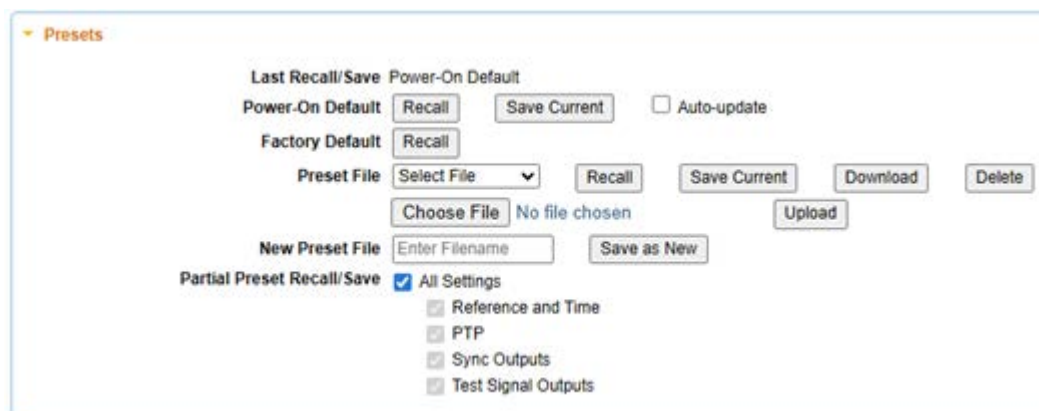 Presets
Last Recall/Save Power-On Default
Power-On Default Recall Save Current Auto-update
Factory Default Recall
Preset File Select File Recall Save Current Download Delete
Choose File No file chosen Upload
New Preset File Enter Filename Save as New
Partial Preset Recall/Save All Settings
Reference and Time
PTP
Sync Outputs
Test Signal Outputs